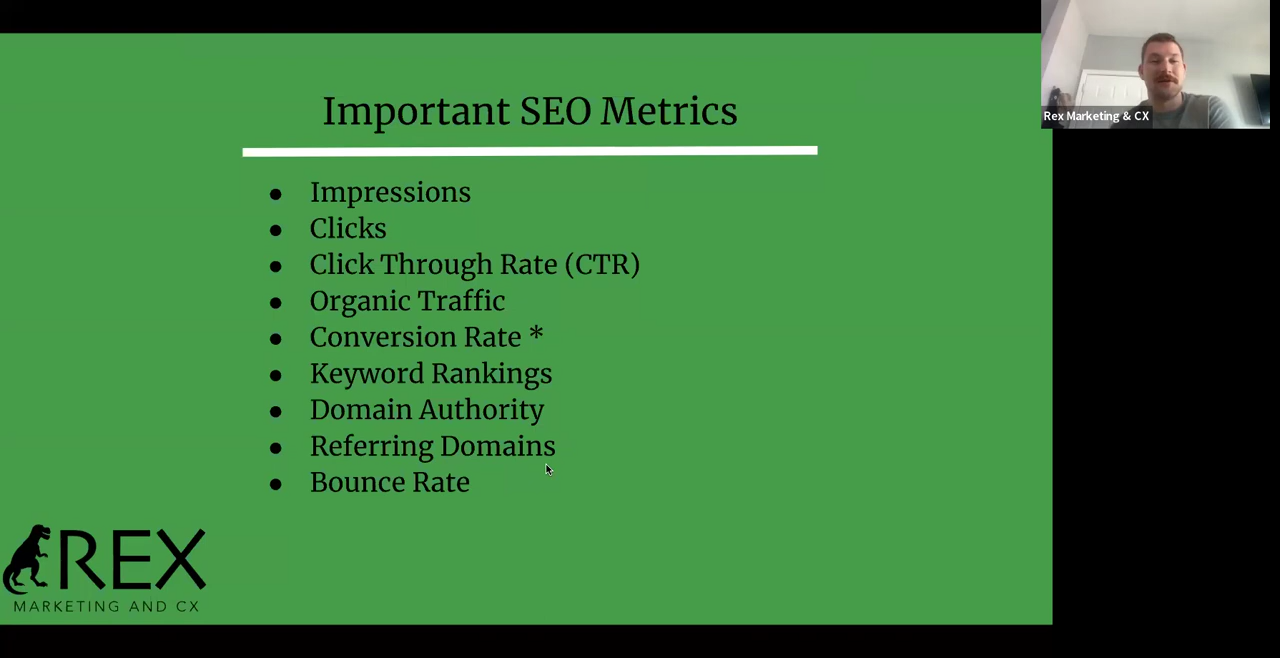 Important SEO Metrics
● Impressions
● Clicks
● Click Through Rate (CTR)
● Organic Traffic
● Conversion Rate *
● Keyword Rankings
● Domain Authority
● Referring Domains
● Bounce Rate
REX
MARKETING AND CX
Rex Marketing & CX